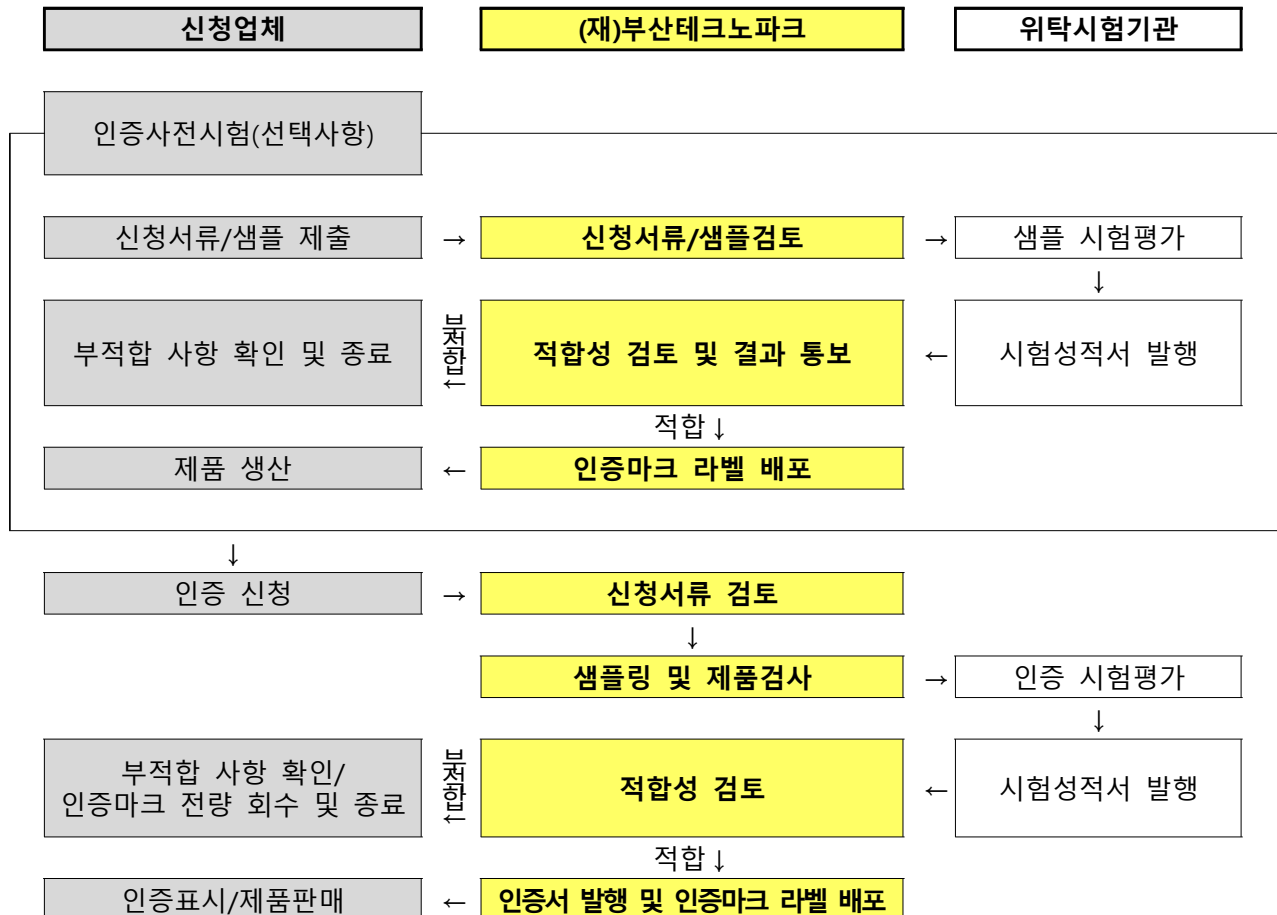 신청업체
(재)부산테크노파크
위탁시험기관
인증사전시험(선택사항)
신청서류/샘플 제출
→
신청서류/샘플검토
→
샘플 시험평가
↓
부적합 사항 확인 및 종료
부적합
←
적합성 검토 및 결과 통보
←
시험성적서 발행
적합↓
제품 생산
←
인증마크 라벨 배포
↓
인증 신청
→
신청서류 검토
↓
샘플링 및 제품검사
→
인증 시험평가
↓
부적합 사항 확인/
인증마크 전량 회수 및 종료
부적합
←
적합성 검토
←
시험성적서 발행
적합↓
인증표시/제품판매
←
인증서 발행 및 인증마크 라벨 배포